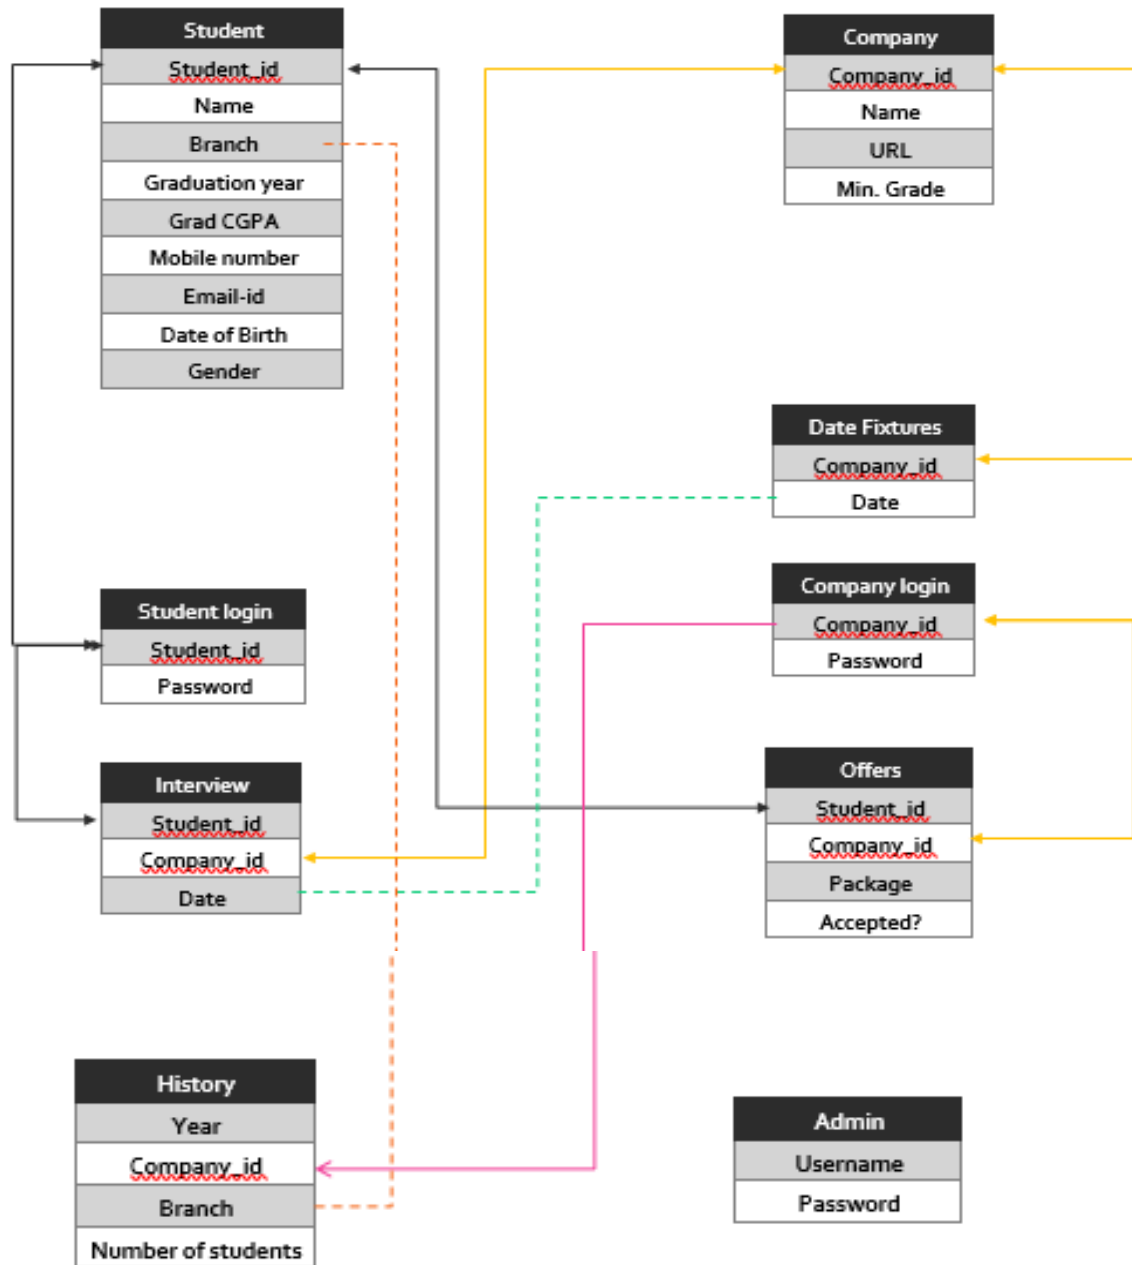 Student
Student_id
Name
Branch
Graduation year
Grad CGPA
Mobile number
Email-id
Date of Birth
Gender
Company
Company_id
Name
URL
Min. Grade
Date Fixtures
Company_id
Date
Student login
Student_id
Password
Company login
Company_id
Password
Interview
Student_id
Company_id
Date
Offers
Student_id
Company_id
Package
Accepted?
History
Year
Company_id
Branch
Number of students
Admin
Username
Password